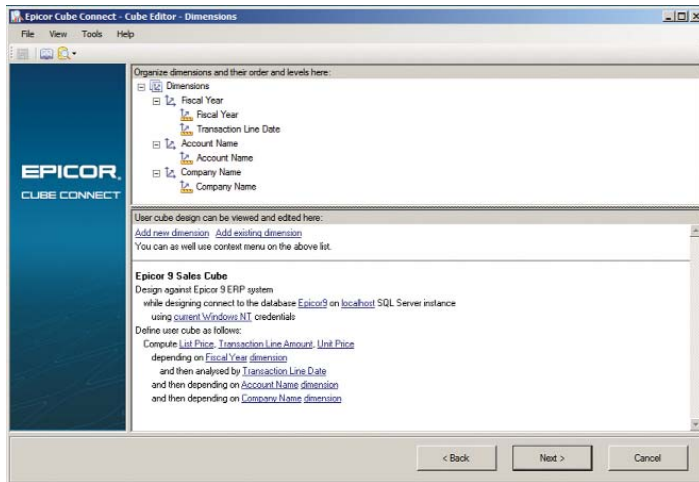 Epicor Cube Connect - Cube Editor - Dimensions
File View Tools Help
Organize dimensions and their order and levels here:
Dimensions
Fiscal Year
Fiscal Year
Transaction Line Date
Account Name
Account Name
Company Name
Company Name
EPICOR.
CUBE CONNECT
User cube design can be viewed and edited here:
Add new dimension Add existing dimension
You can as well use context menu on the above list.
Epicor 9 Sales Cube
Design against Epicor 9 ERP system
while designing connect to the database Epicor9 on localhost SQL Server instance
using current Windows NT credentials
Define user cube as follows:
Compute List Price, Transaction Line Amount, Unit Price
depending on Fiscal Year dimension
and then analysed by Transaction Line Date
and then depending on Account Name dimension
and then depending on Company Name dimension
< Back Next > Cancel